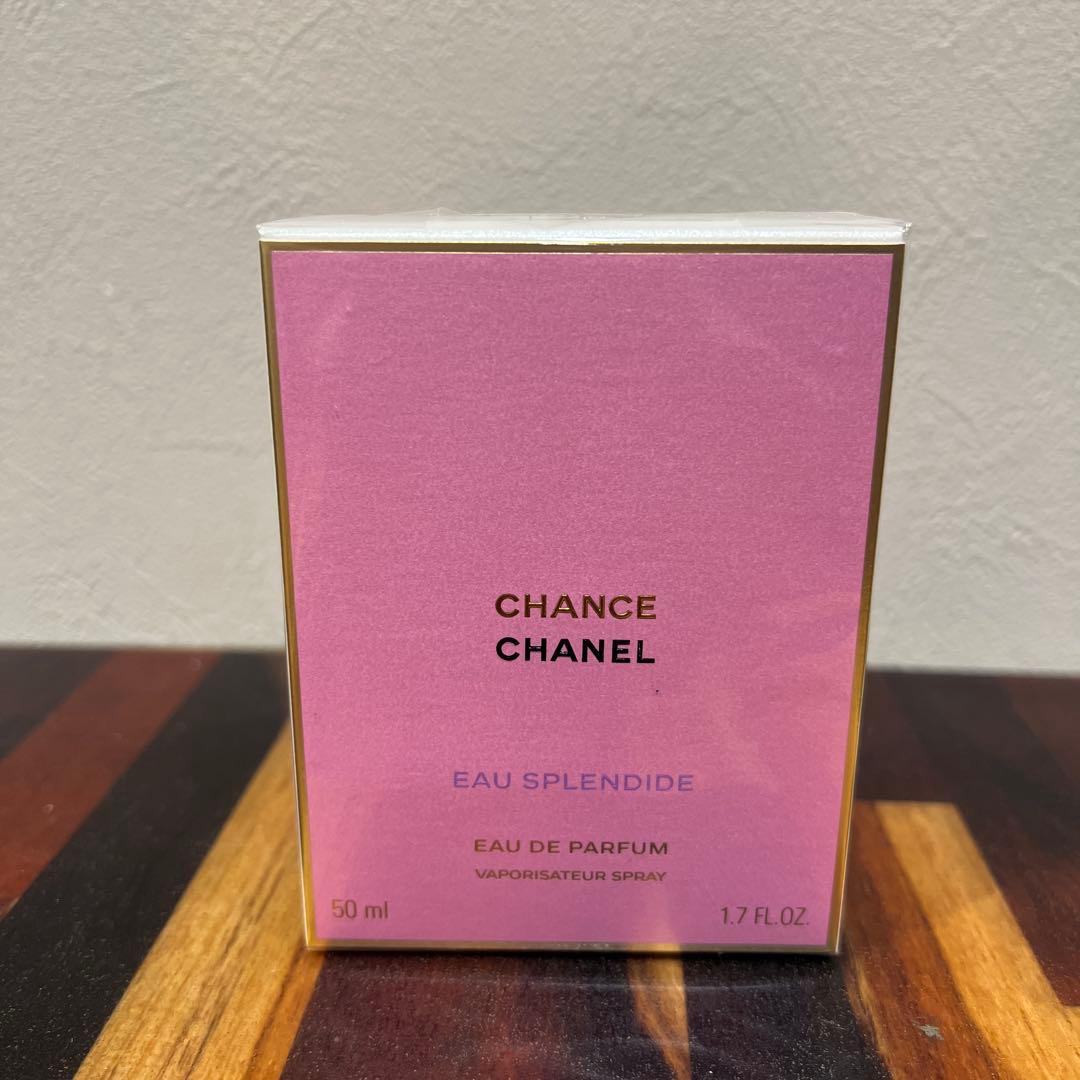 CHANCE
CHANEL
EAU SPLENDIDE
EAU DE PARFUM
VAPORISATEUR SPRAY
50 ml 1.7 FL.OZ.